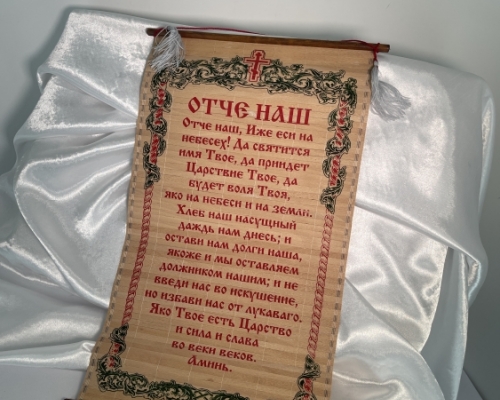 ОТЧЕ НАШ
Отче наш, Иже еси на
небесех! Да святится
имя Твое, да приидет
Царствие Твое, да
будет воля Твоя,
яко на небеси и на земли.
Хлеб наш насущный
даждь нам днесь; и
остави нам долги наша,
якоже и мы оставляем
должником нашим; и не
введи нас во искушение,
но избави нас от лукаваго.
Яко Твое есть Царство
и сила и слава
во веки веков.
Аминь.